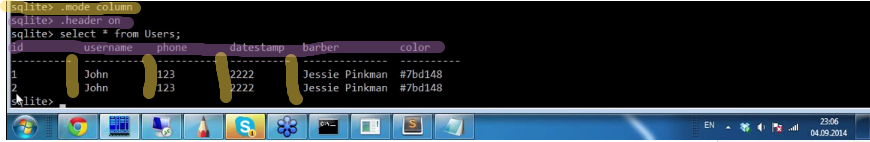 sqlite> .mode column
sqlite> .header on
sqlite> select * from Users;
id username phone datestamp barber color
---------- ---------- ---------- ---------- -------------- ----------
1 John 123 2222 Jessie Pinkman #7bd148
2 John 123 2222 Jessie Pinkman #7bd148
sqlite>
EN 23:06
04.09.2014